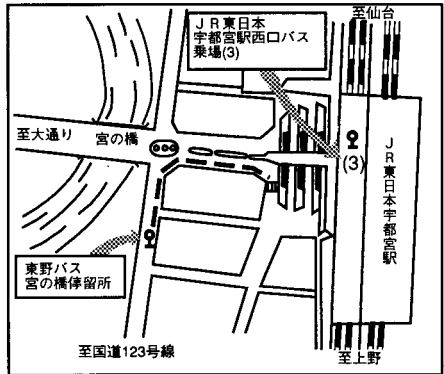 ＪＲ東日本
宇都宮駅西口バス
乗場(3)
至仙台
至大通り
宮の橋
(3)
ＪＲ東日本宇都宮駅
東野バス
宮の橋停留所
至国道123号線
至上野